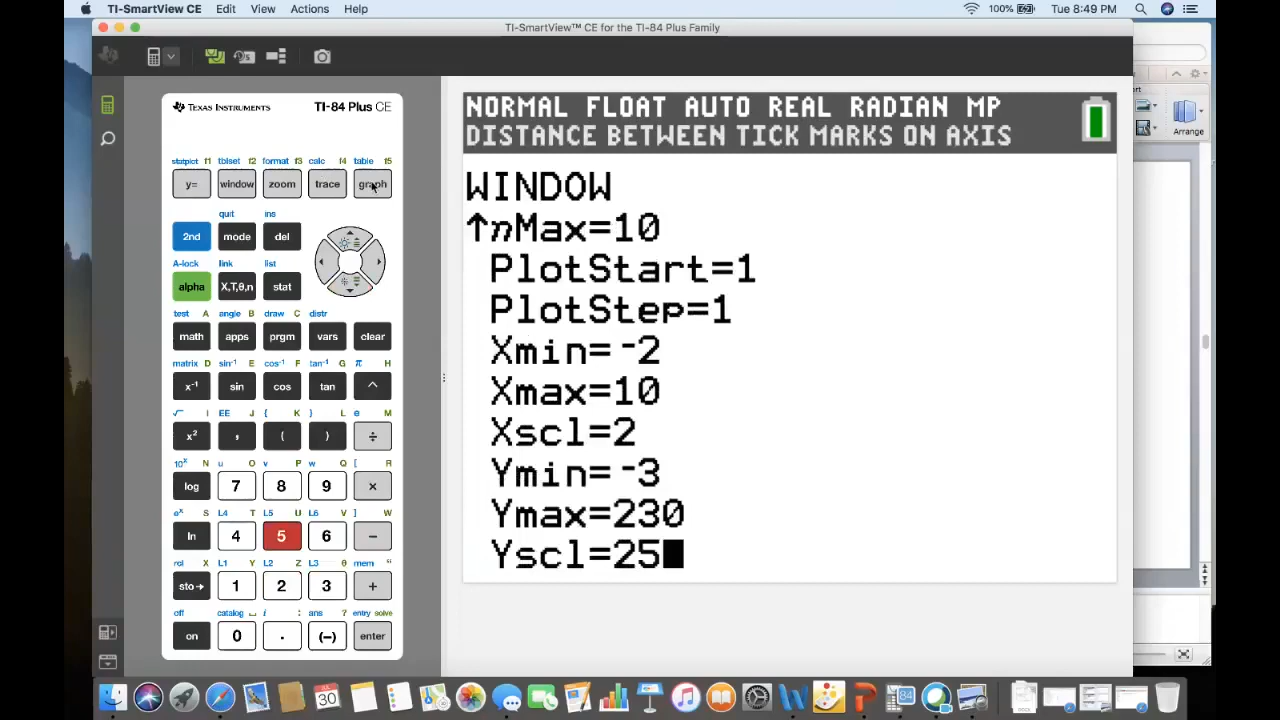 TI-SmartView CE Edit View Actions Help 100% Tue 8:49 PM
TI-SmartView™ CE for the TI-84 Plus Family
TEXAS INSTRUMENTS TI-84 Plus CE
statplot f1 tblset f2 format f3 calc f4 table f5
y= window zoom trace graph
quit ins
2nd mode del
A-lock link list
alpha X,T,θ,n stat
test A angle B draw C distr
math apps prgm vars clear
matrix D sin⁻¹ E cos⁻¹ F tan⁻¹ G π H
x⁻¹ sin cos tan ^
√ I EE J { K } L e M
x² , ( ) ÷
10ˣ N u O v P w Q [ R
log 7 8 9 ×
eˣ S L4 T L5 U L6 V ] W
ln 4 5 6 −
rcl X L1 Y L2 Z L3 θ mem "
sto→ 1 2 3 +
off catalog i : ans ? entry solve
on 0 . (−) enter
NORMAL FLOAT AUTO REAL RADIAN MP
DISTANCE BETWEEN TICK MARKS ON AXIS
WINDOW
↑nMax=10
PlotStart=1
PlotStep=1
Xmin=-2
Xmax=10
Xscl=2
Ymin=-3
Ymax=230
Yscl=25
Arrange
JUL
30